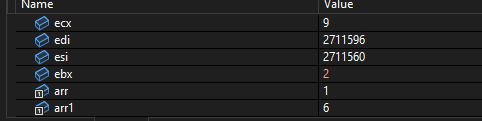 Name Value
ecx 9
edi 2711596
esi 2711560
ebx 2
arr 1
arr1 6